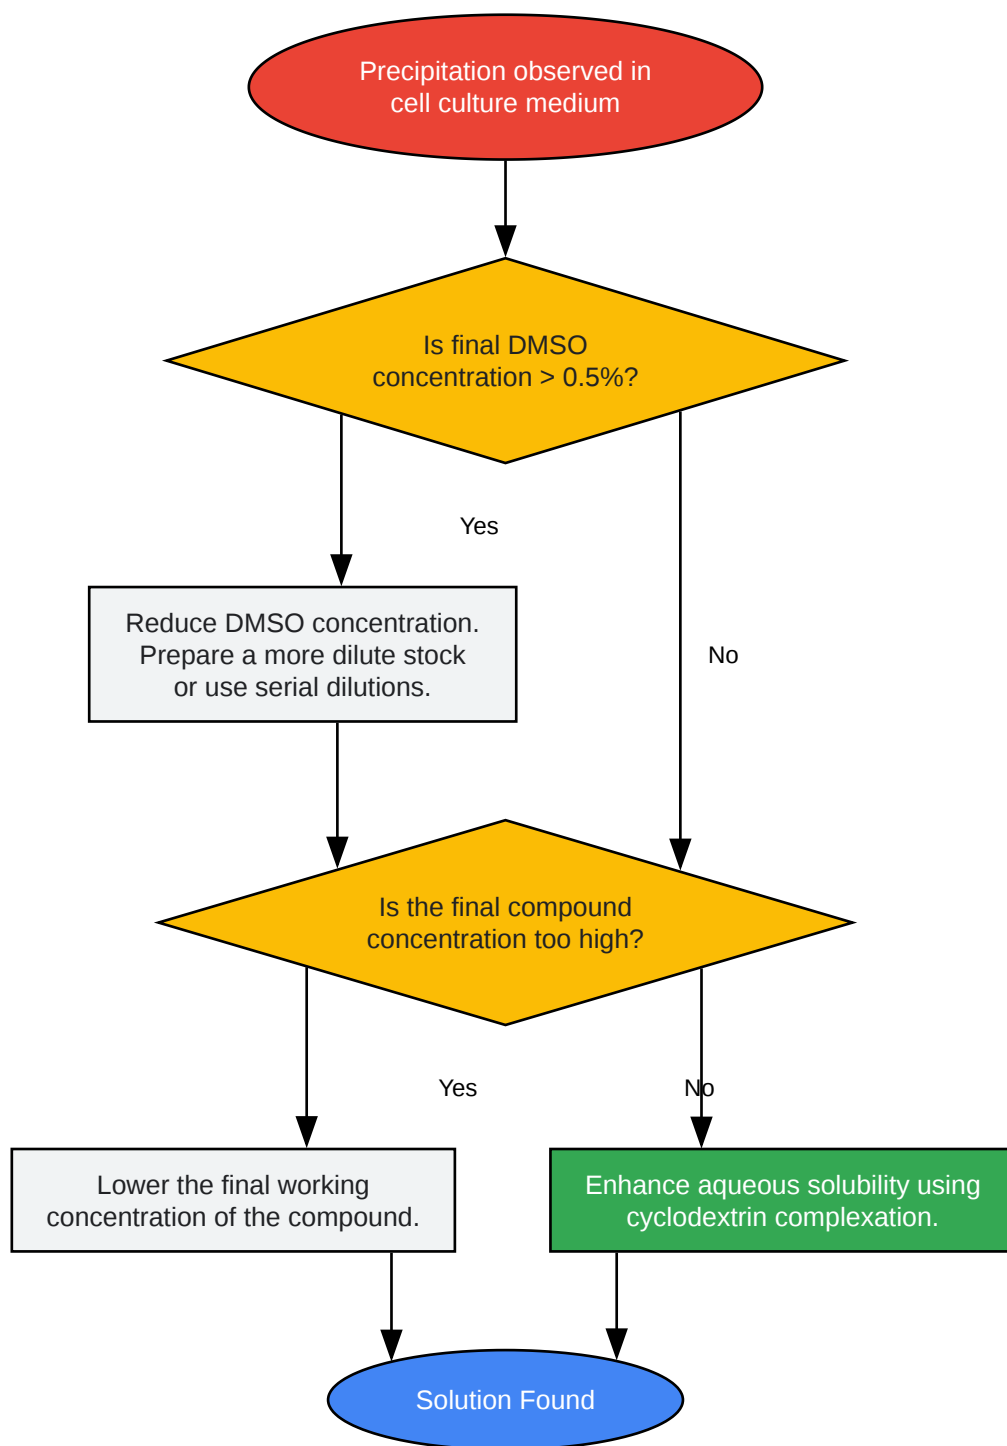 Precipitation observed in
cell culture medium
Is final DMSO
concentration > 0.5%?
Yes
Reduce DMSO concentration.
Prepare a more dilute stock
or use serial dilutions.
No
Is the final compound
concentration too high?
Yes
No
Lower the final working
concentration of the compound.
Enhance aqueous solubility using
cyclodextrin complexation.
Solution Found